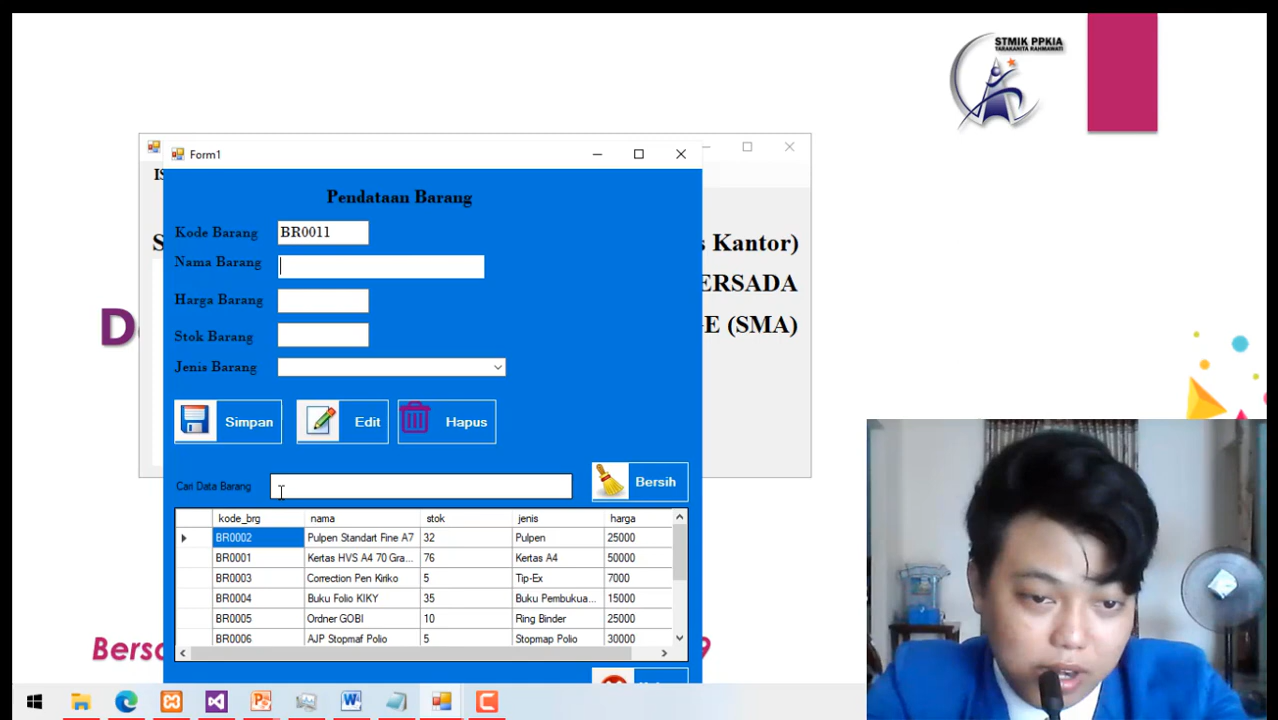 STMIK PPKIA
TARAKANITA RAHMAWATI
Form1
IS
Pendataan Barang
Kode Barang BR0011
S s Kantor)
Nama Barang
ERSADA
Harga Barang
D E (SMA)
Stok Barang
Jenis Barang
Simpan Edit Hapus
Cari Data Barang Bersih
kode_brg nama stok jenis harga
BR0002 Pulpen Standart Fine A7 32 Pulpen 25000
BR0001 Kertas HVS A4 70 Gra... 76 Kertas A4 50000
BR0003 Correction Pen Kiriko 5 Tip-Ex 7000
BR0004 Buku Folio KIKY 35 Buku Pembukua... 15000
BR0005 Ordner GOBI 10 Ring Binder 25000
BR0006 AJP Stopmaf Polio 5 Stopmap Polio 30000
Bersa 9